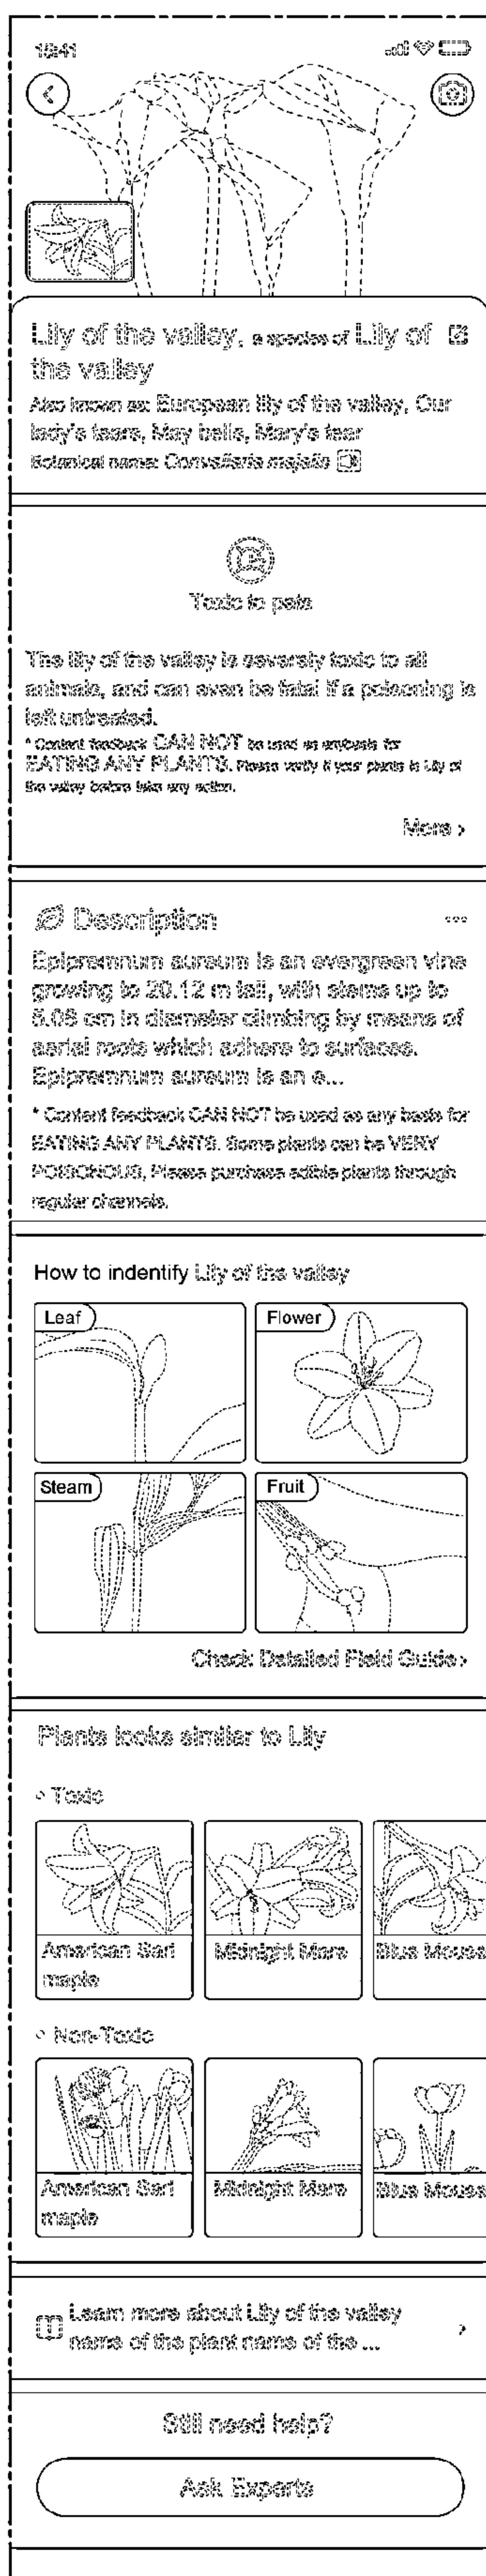 19:41
Lily of the valley, a species of Lily of
the valley
Also known as: European lily of the valley, Our
lady's tears, May bells, Mary's tear
Botanical name: Convallaria majalis
Toxic to pets
The lily of the valley is severely toxic to all
animals, and can even be fatal if a poisoning is
left untreated.
* Content feedback CAN NOT be used as any basis for
EATING ANY PLANTS. Please verify if your plants is Lily of
the valley before take any action.
More >
Description
Epipremnum aureum is an evergreen vine
growing to 20.12 m tall, with stems up to
5.08 cm in diameter climbing by means of
aerial roots which adhere to surfaces.
Epipremnum aureum is an e...
* Content feedback CAN NOT be used as any basis for
EATING ANY PLANTS. Some plants can be VERY
POISONOUS, Please purchase edible plants through
regular channels.
How to indentify Lily of the valley
Leaf
Flower
Steam
Fruit
Check Detailed Field Guide >
Plants looks similar to Lily
Toxic
American Sarl
maple
Midnight Mare
Blue Mouse
Non-Toxic
American Sarl
maple
Midnight Mare
Blue Mouse
Learn more about Lily of the valley
name of the plant name of the ...
Still need help?
Ask Experts